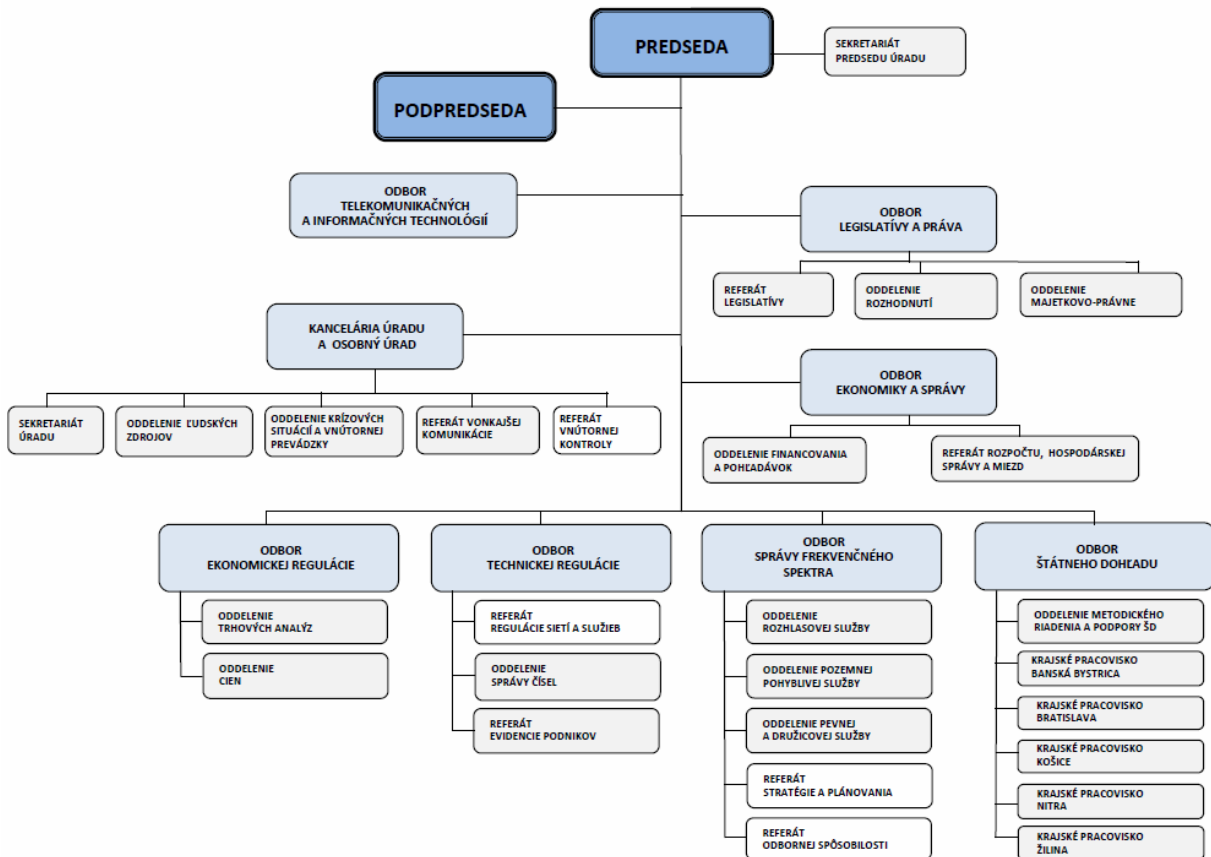 PREDSEDA
SEKRETARIÁT
PREDSEDU ÚRADU
PODPREDSEDA
ODBOR
TELEKOMUNIKAČNÝCH
A INFORMAČNÝCH TECHNOLÓGIÍ
ODBOR
LEGISLATÍVY A PRÁVA
REFERÁT
LEGISLATÍVY
ODDELENIE
ROZHODNUTÍ
ODDELENIE
MAJETKOVO-PRÁVNE
KANCELÁRIA ÚRADU
A OSOBNÝ ÚRAD
ODBOR
EKONOMIKY A SPRÁVY
SEKRETARIÁT
ÚRADU
ODDELENIE ĽUDSKÝCH
ZDROJOV
ODDELENIE KRÍZOVÝCH
SITUÁCIÍ A VNÚTORNEJ
PREVÁDZKY
REFERÁT VONKAJŠEJ
KOMUNIKÁCIE
REFERÁT
VNÚTORNEJ
KONTROLY
ODDELENIE FINANCOVANIA
A POHĽADÁVOK
REFERÁT ROZPOČTU, HOSPODÁRSKEJ
SPRÁVY A MIEZD
ODBOR
EKONOMICKEJ REGULÁCIE
ODDELENIE
TRHOVÝCH ANALÝZ
ODDELENIE
CIEN
ODBOR
TECHNICKEJ REGULÁCIE
REFERÁT
REGULÁCIE SIETÍ A SLUŽIEB
ODDELENIE
SPRÁVY ČÍSEL
REFERÁT
EVIDENCIE PODNIKOV
ODBOR
SPRÁVY FREKVENČNÉHO
SPEKTRA
ODDELENIE
ROZHLASOVEJ SLUŽBY
ODDELENIE POZEMNEJ
POHYBLIVEJ SLUŽBY
ODDELENIE PEVNEJ
A DRUŽICOVEJ SLUŽBY
REFERÁT
STRATÉGIE A PLÁNOVANIA
REFERÁT
ODBORNEJ SPÔSOBILOSTI
ODBOR
ŠTÁTNEHO DOHĽADU
ODDELENIE METODICKÉHO
RIADENIA A PODPORY ŠD
KRAJSKÉ PRACOVISKO
BANSKÁ BYSTRICA
KRAJSKÉ PRACOVISKO
BRATISLAVA
KRAJSKÉ PRACOVISKO
KOŠICE
KRAJSKÉ PRACOVISKO
NITRA
KRAJSKÉ PRACOVISKO
ŽILINA